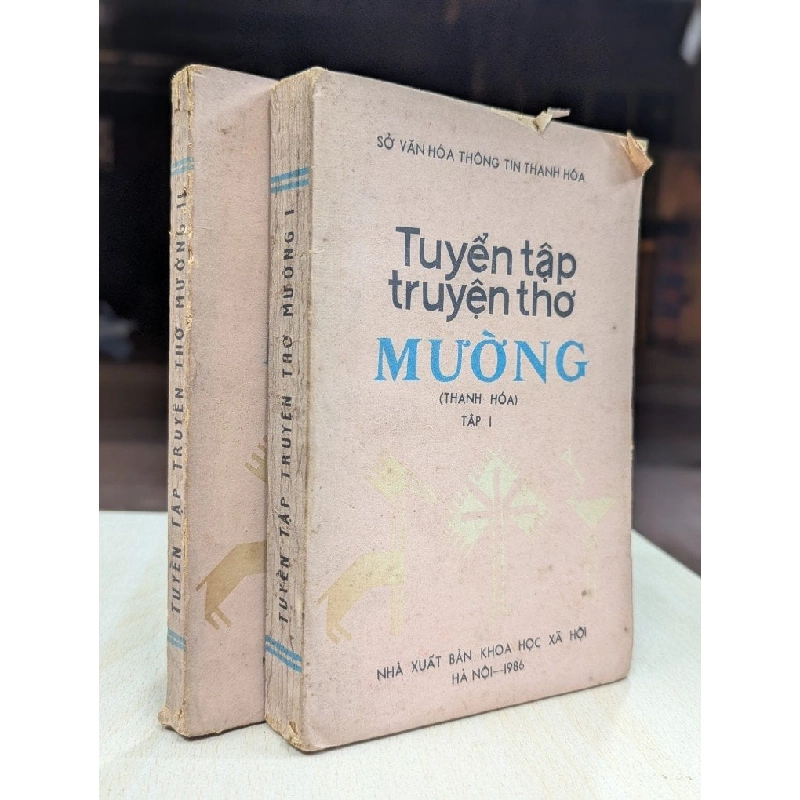 SỞ VĂN HÓA THÔNG TIN THANH HÓA
Tuyển tập
truyện thơ
MƯỜNG
(THANH HÓA)
TẬP I
NHÀ XUẤT BẢN KHOA HỌC XÃ HỘI
HÀ NỘI—1986
TUYỂN TẬP TRUYỆN THƠ MƯỜNG I
TUYỂN TẬP TRUYỆN THƠ MƯỜNG II